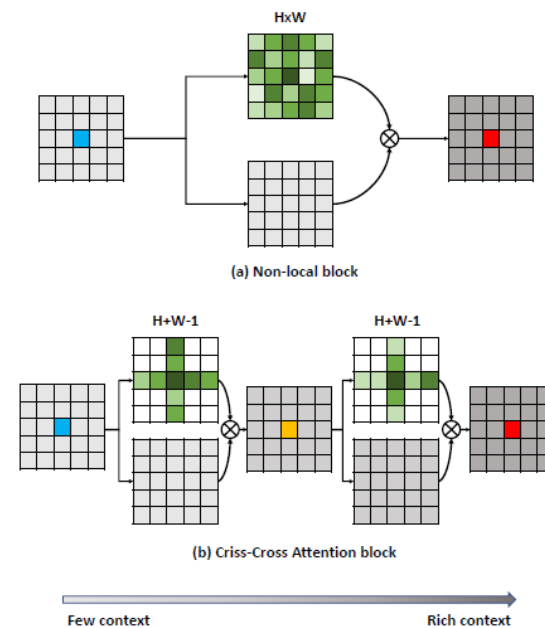 HxW
(a) Non-local block
H+W-1
H+W-1
(b) Criss-Cross Attention block
Few context
Rich context